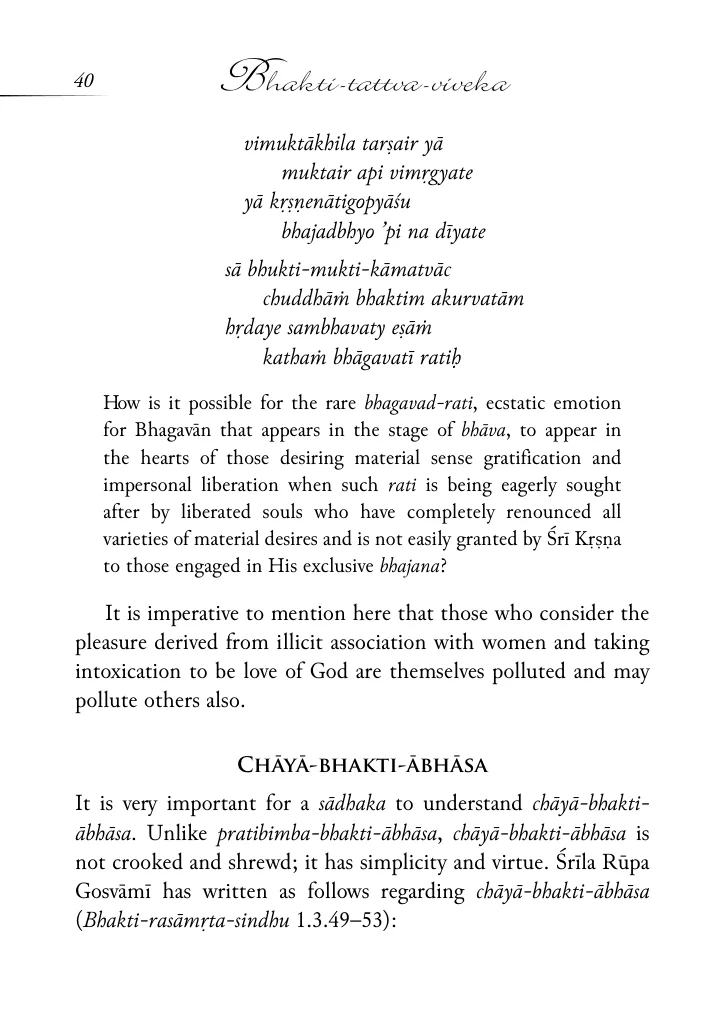 40
Bhakti-tattva-viveka
vimuktākhila tarṣair yā
muktair api vimṛgyate
yā kṛṣṇenātigopyāśu
bhajadbhyo ’pi na dīyate
sā bhukti-mukti-kāmatvāc
chuddhāṁ bhaktim akurvatām
hṛdaye sambhavaty eṣāṁ
kathaṁ bhāgavatī ratiḥ
How is it possible for the rare bhagavad-rati, ecstatic emotion
for Bhagavān that appears in the stage of bhāva, to appear in
the hearts of those desiring material sense gratification and
impersonal liberation when such rati is being eagerly sought
after by liberated souls who have completely renounced all
varieties of material desires and is not easily granted by Śrī Kṛṣṇa
to those engaged in His exclusive bhajana?
It is imperative to mention here that those who consider the
pleasure derived from illicit association with women and taking
intoxication to be love of God are themselves polluted and may
pollute others also.
CHĀYĀ-BHAKTI-ĀBHĀSA
It is very important for a sādhaka to understand chāyā-bhakti-
ābhāsa. Unlike pratibimba-bhakti-ābhāsa, chāyā-bhakti-ābhāsa is
not crooked and shrewd; it has simplicity and virtue. Śrīla Rūpa
Gosvāmī has written as follows regarding chāyā-bhakti-ābhāsa
(Bhakti-rasāmṛta-sindhu 1.3.49–53):